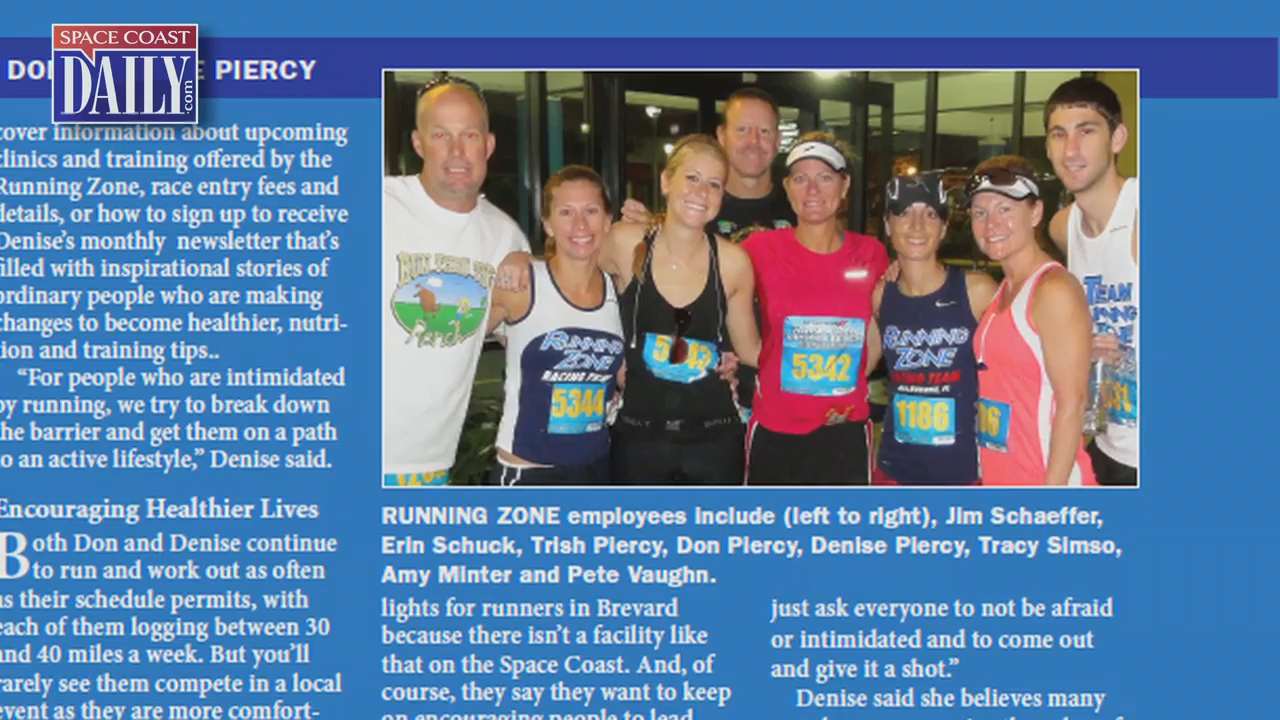 SPACE COAST
DAILY.com
PIERCY
cover information about upcoming
clinics and training offered by the
Running Zone, race entry fees and
details, or how to sign up to receive
Denise's monthly newsletter that's
filled with inspirational stories of
ordinary people who are making
changes to become healthier, nutri-
tion and training tips..
"For people who are intimidated
by running, we try to break down
the barrier and get them on a path
to an active lifestyle," Denise said.
Encouraging Healthier Lives
Both Don and Denise continue
to run and work out as often
as their schedule permits, with
each of them logging between 30
and 40 miles a week. But you'll
rarely see them compete in a local
event as they are more comfort-
RUNNING ZONE
RACING TEAM
5344
5342
RUNNING
ZONE
RACING TEAM
1186
TEAM
RUNNING ZONE employees include (left to right), Jim Schaeffer,
Erin Schuck, Trish Piercy, Don Piercy, Denise Piercy, Tracy Simso,
Amy Minter and Pete Vaughn.
lights for runners in Brevard
because there isn't a facility like
that on the Space Coast. And, of
course, they say they want to keep
on encouraging people to lead
just ask everyone to not be afraid
or intimidated and to come out
and give it a shot."
Denise said she believes many